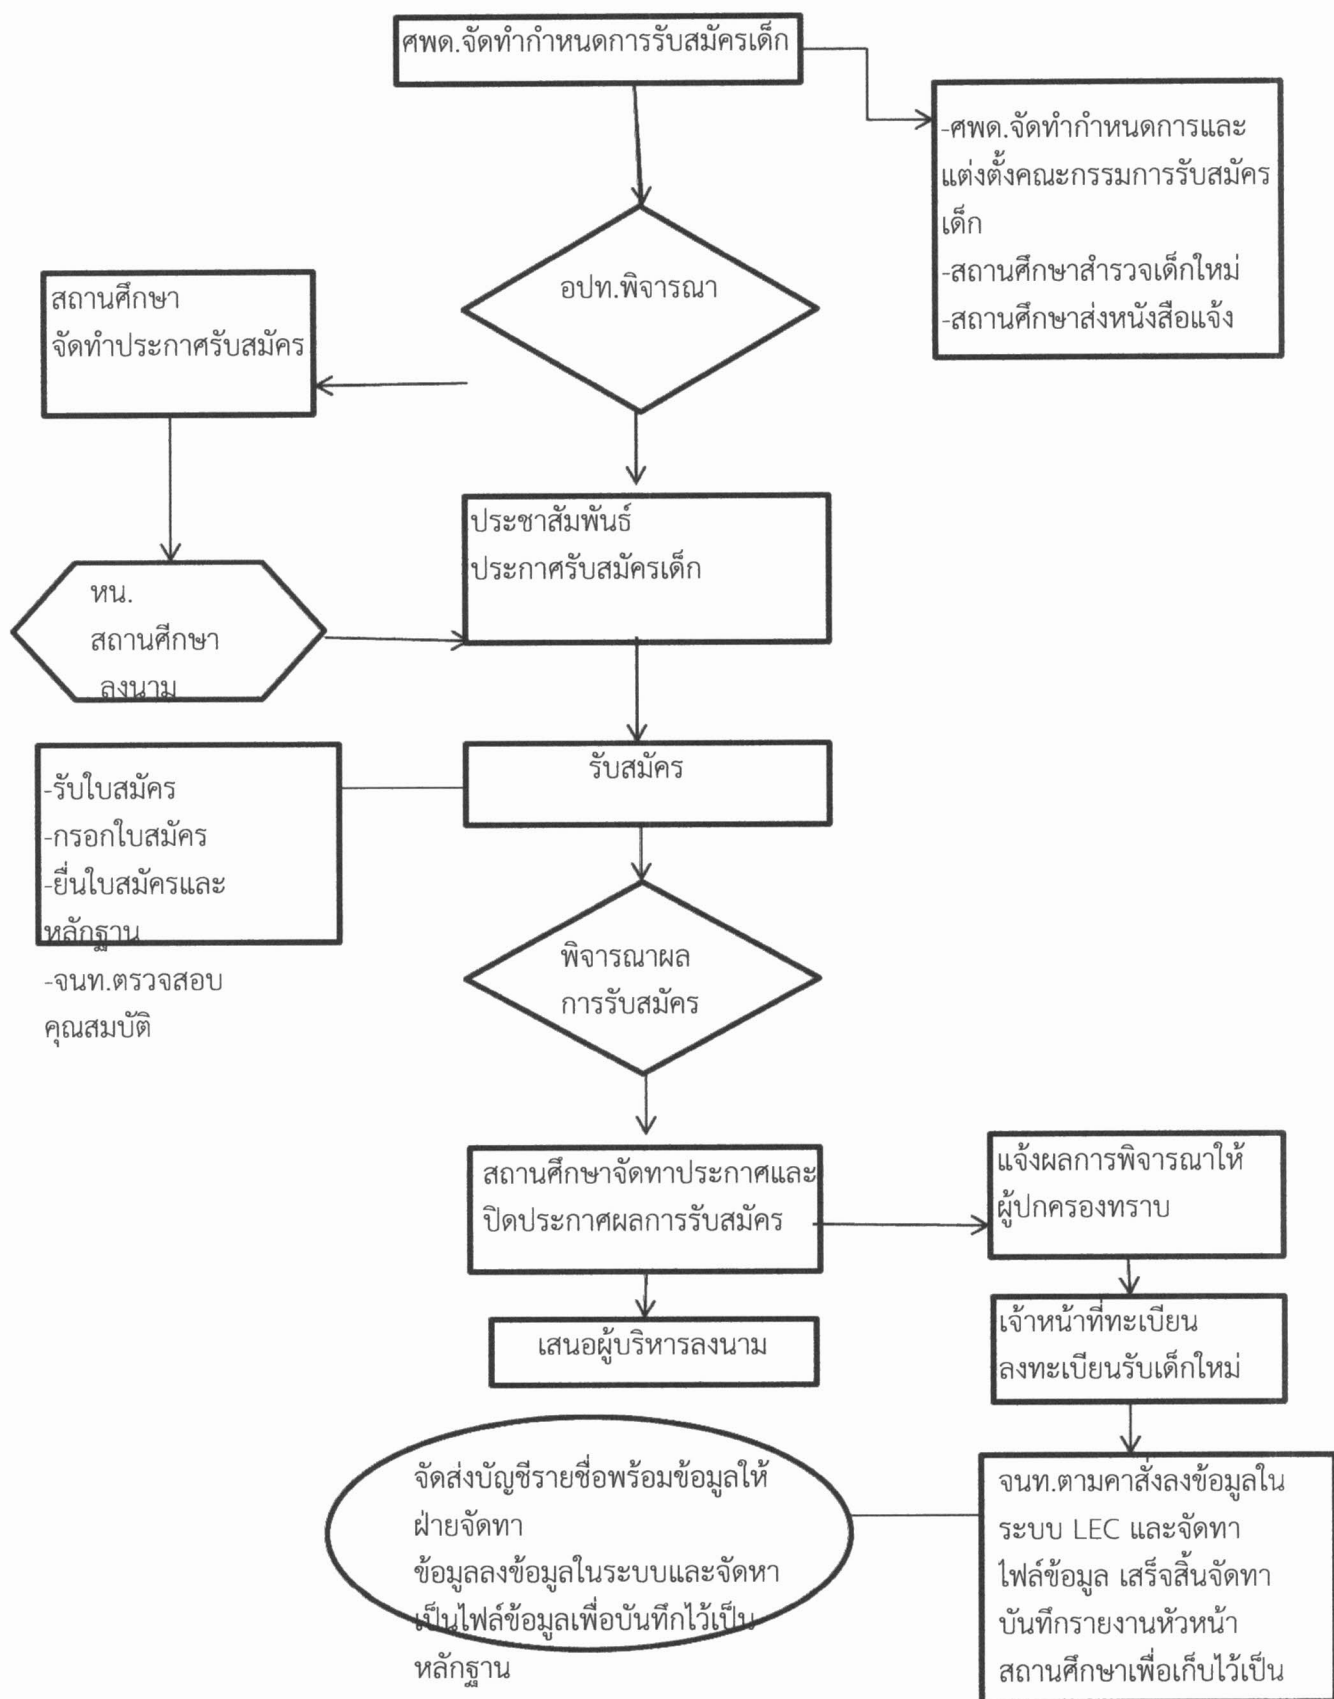 ศพด.จัดทำกำหนดการรับสมัครเด็ก
-ศพด.จัดทำกำหนดการและ
แต่งตั้งคณะกรรมการรับสมัคร
เด็ก
-สถานศึกษาสำรวจเด็กใหม่
-สถานศึกษาส่งหนังสือแจ้ง
อปท.พิจารณา
สถานศึกษา
จัดทำประกาศรับสมัคร
ประชาสัมพันธ์
ประกาศรับสมัครเด็ก
หน.
สถานศึกษา
ลงนาม
รับสมัคร
-รับใบสมัคร
-กรอกใบสมัคร
-ยื่นใบสมัครและ
หลักฐาน
-จนท.ตรวจสอบ
คุณสมบัติ
พิจารณาผล
การรับสมัคร
สถานศึกษาจัดทาประกาศและ
ปิดประกาศผลการรับสมัคร
แจ้งผลการพิจารณาให้
ผู้ปกครองทราบ
เสนอผู้บริหารลงนาม
เจ้าหน้าที่ทะเบียน
ลงทะเบียนรับเด็กใหม่
จัดส่งบัญชีรายชื่อพร้อมข้อมูลให้
ฝ่ายจัดทา
ข้อมูลลงข้อมูลในระบบและจัดหา
เป็นไฟล์ข้อมูลเพื่อบันทึกไว้เป็น
หลักฐาน
จนท.ตามคาสั่งลงข้อมูลใน
ระบบ LEC และจัดทา
ไฟล์ข้อมูล เสร็จสิ้นจัดทา
บันทึกรายงานหัวหน้า
สถานศึกษาเพื่อเก็บไว้เป็น